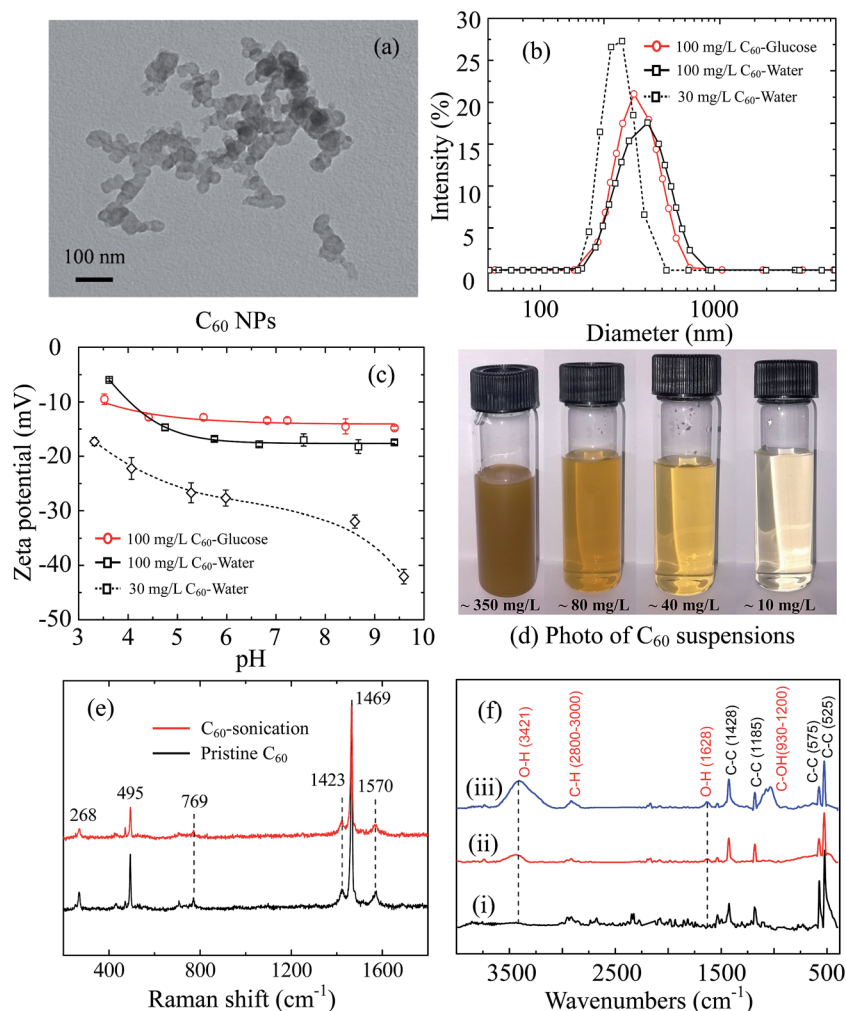 (a)
100 nm
C₆₀ NPs
(b)
100 mg/L C₆₀-Glucose
100 mg/L C₆₀-Water
30 mg/L C₆₀-Water
Intensity (%)
30
25
20
15
10
5
0
100 1000
Diameter (nm)
(c)
Zeta potential (mV)
0
-10
-20
-30
-40
-50
100 mg/L C₆₀-Glucose
100 mg/L C₆₀-Water
30 mg/L C₆₀-Water
3 4 5 6 7 8 9 10
pH
~ 350 mg/L ~ 80 mg/L ~ 40 mg/L ~ 10 mg/L
(d) Photo of C₆₀ suspensions
(e)
C₆₀-sonication
Pristine C₆₀
268
495
769
1423
1469
1570
400 800 1200 1600
Raman shift (cm⁻¹)
(f)
O-H (3421)
C-H (2800-3000)
O-H (1628)
C-C (1428)
C-C (1185)
C-OH(930-1200)
C-C (575)
C-C (525)
(iii)
(ii)
(i)
3500 2500 1500 500
Wavenumbers (cm⁻¹)